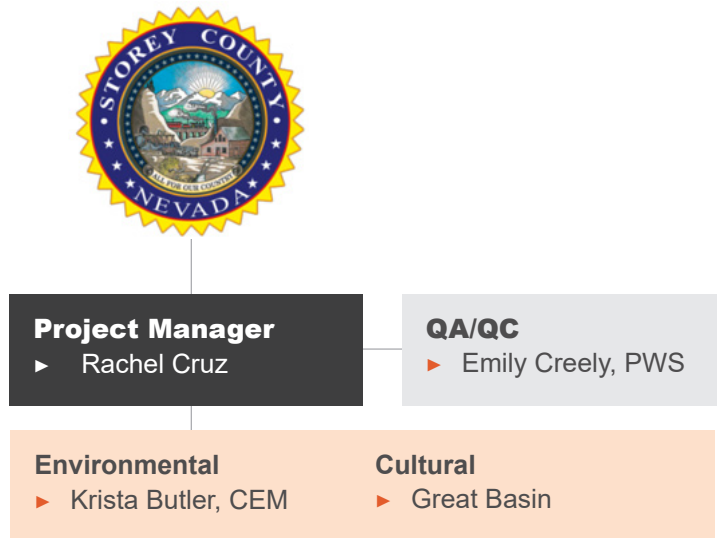 STOREY COUNTY
ALL FOR OUR COUNTRY
NEVADA
Project Manager
► Rachel Cruz
QA/QC
► Emily Creely, PWS
Environmental
► Krista Butler, CEM
Cultural
► Great Basin